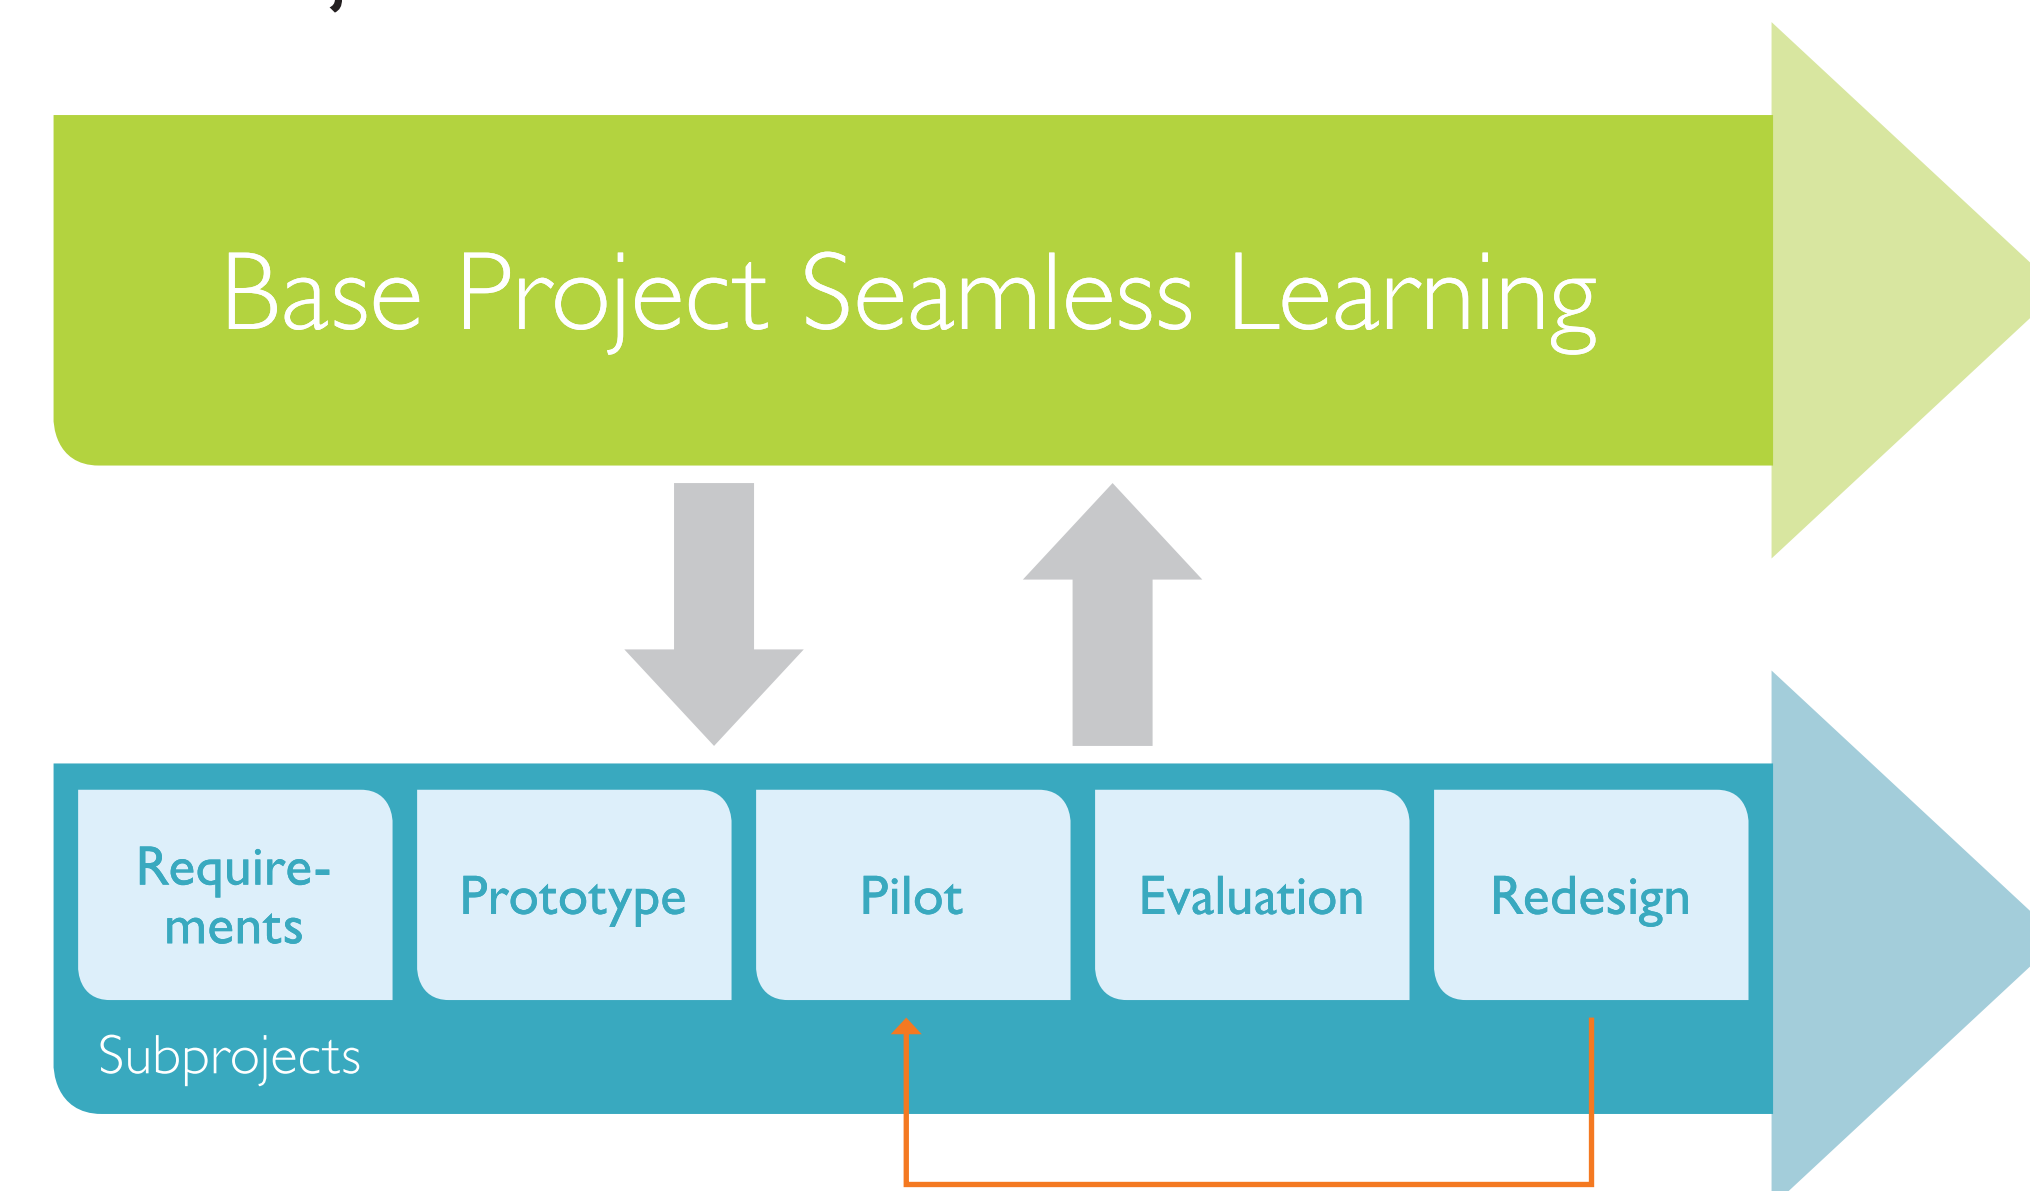 Base Project Seamless Learning
Require-
ments
Prototype
Pilot
Evaluation
Redesign
Subprojects